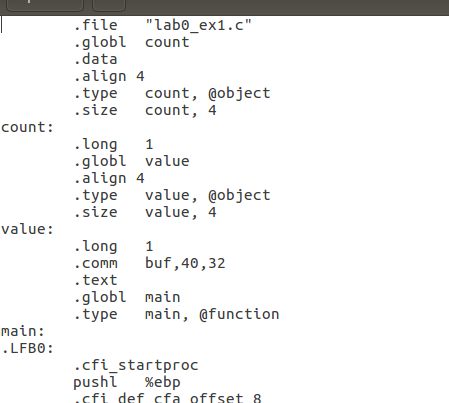 .file "lab0_ex1.c"
.globl count
.data
.align 4
.type count, @object
.size count, 4
count:
.long 1
.globl value
.align 4
.type value, @object
.size value, 4
value:
.long 1
.comm buf,40,32
.text
.globl main
.type main, @function
main:
.LFB0:
.cfi_startproc
pushl %ebp
.cfi_def_cfa_offset 8